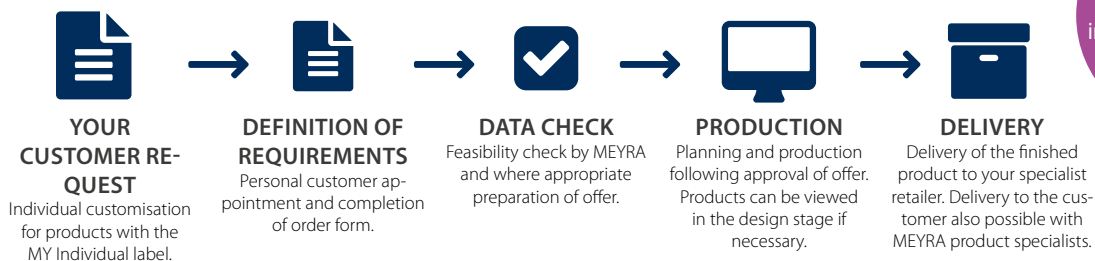 YOUR
CUSTOMER RE-
QUEST
Individual customisation
for products with the
MY Individual label.
DEFINITION OF
REQUIREMENTS
Personal customer ap-
pointment and completion
of order form.
DATA CHECK
Feasibility check by MEYRA
and where appropriate
preparation of offer.
PRODUCTION
Planning and production
following approval of offer.
Products can be viewed
in the design stage if
necessary.
DELIVERY
Delivery of the finished
product to your specialist
retailer. Delivery to the cus-
tomer also possible with
MEYRA product specialists.